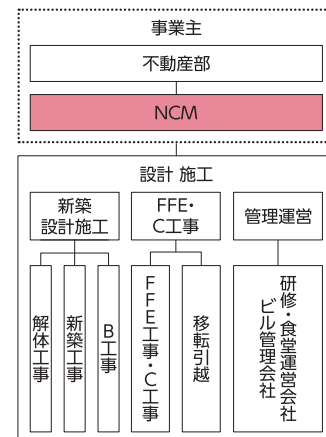 事業主
不動産部
NCM
設計 施工
新築
設計施工
FFE・
C工事
管理運営
解体工事
新築工事
B工事
FFE工事・C工事
移転引越
研修・食堂運営会社
ビル管理会社